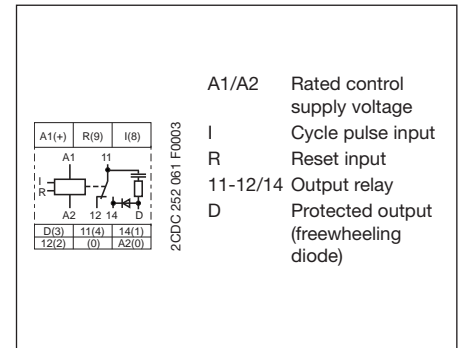 A1/A2 Rated control
supply voltage
I Cycle pulse input
R Reset input
11-12/14 Output relay
D Protected output
(freewheeling
diode)
A1(+) R(9) I(8)
A1 11
I
R
A2 12 14 D
D(3) 11(4) 14(1)
12(2) (0) A2(0)
2CDC 252 061 F0003